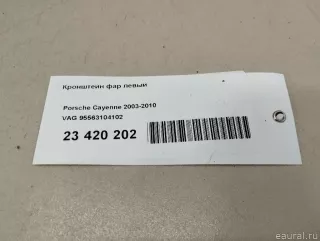 Кронштейн фар левый
Porsche Cayenne 2003-2010
VAG 95563104102
23 420 202
eaural.ru